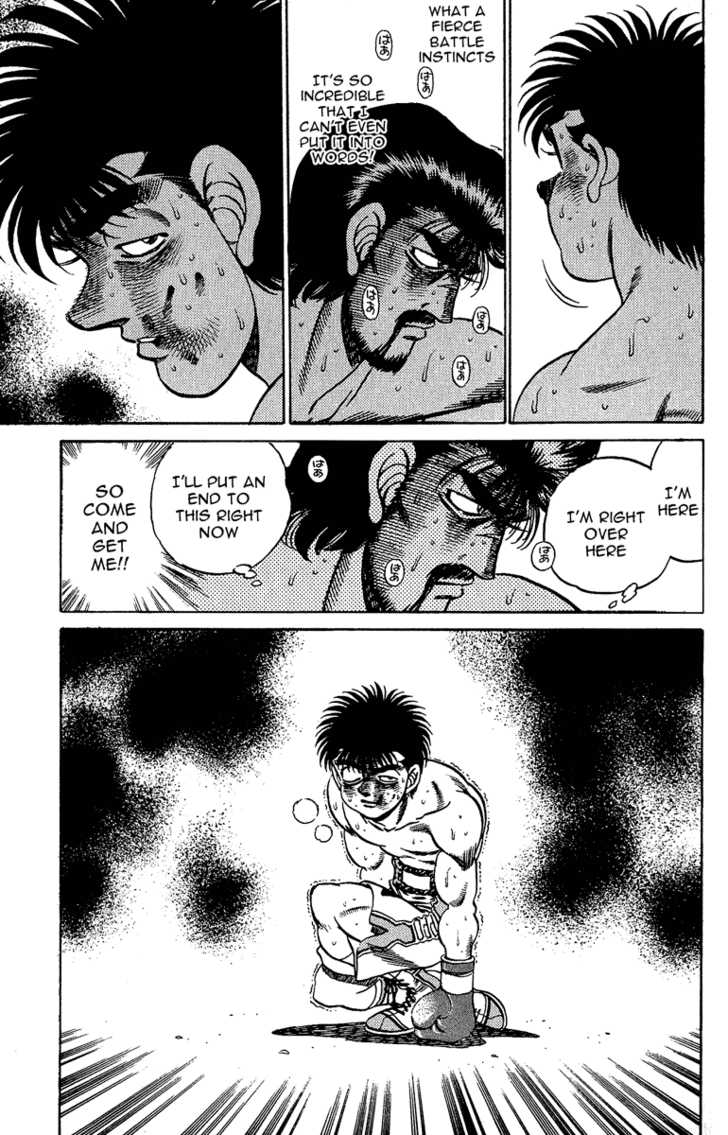 WHAT A
FIERCE
BATTLE
INSTINCTS
はぁ
はぁ
IT'S SO
INCREDIBLE
THAT I
CAN'T EVEN
PUT IT INTO
WORDS!
はぁ
はぁ
はぁ
I'M
HERE
I'M RIGHT
OVER
HERE
はぁ
はぁ
はぁ
I'LL PUT AN
END TO
THIS RIGHT
NOW
SO
COME
AND
GET
ME!!